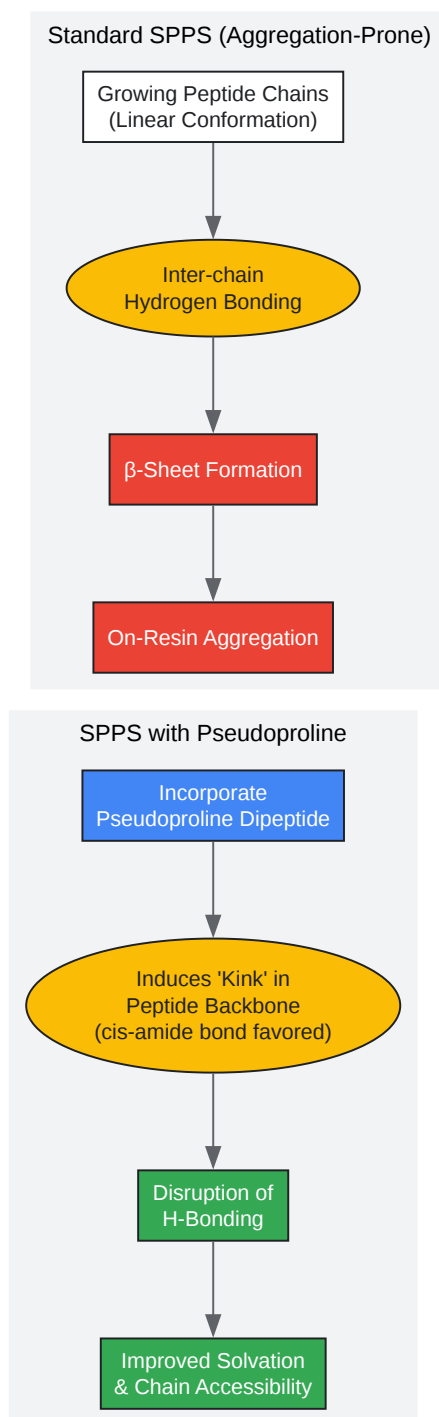 Standard SPPS (Aggregation-Prone)
Growing Peptide Chains
(Linear Conformation)
Inter-chain
Hydrogen Bonding
β-Sheet Formation
On-Resin Aggregation
SPPS with Pseudoproline
Incorporate
Pseudoproline Dipeptide
Induces 'Kink' in
Peptide Backbone
(cis-amide bond favored)
Disruption of
H-Bonding
Improved Solvation
& Chain Accessibility